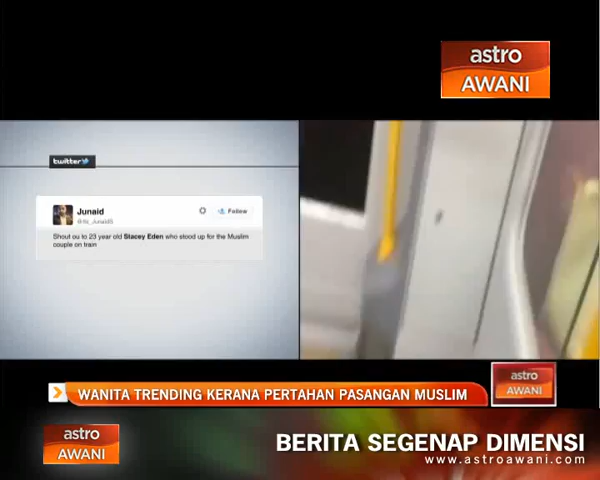 astro
AWANI
twitter
Junaid
Follow
Shout ou to 23 year old Stacey Eden who stood up for the Muslim
couple on train
WANITA TRENDING KERANA PERTAHAN PASANGAN MUSLIM
astro
AWANI
astro
AWANI
BERITA SEGENAP DIMENSI
www.astroawani.com